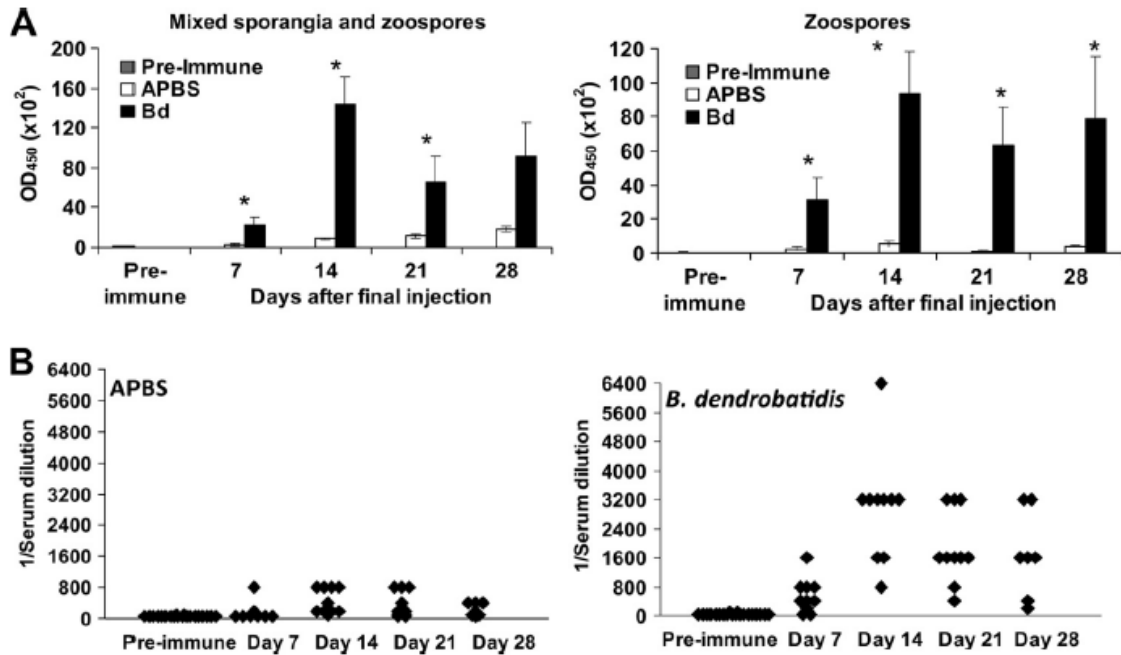 A
Mixed sporangia and zoospores
OD450 (x10²)
200
160
120
80
40
0
Pre-Immune
APBS
Bd
*
*
*
Pre-immune
7
14
21
28
Days after final injection
Zoospores
OD450 (x10²)
120
100
80
60
40
20
0
Pre-Immune
APBS
Bd
*
*
*
*
Pre-
immune
7
14
21
28
Days after final injection
B
APBS
1/Serum dilution
6400
5600
4800
4000
3200
2400
1600
800
0
Pre-immune Day 7 Day 14 Day 21 Day 28
B. dendrobatidis
1/Serum dilution
6400
5600
4800
4000
3200
2400
1600
800
0
Pre-immune Day 7 Day 14 Day 21 Day 28